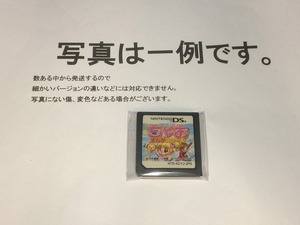 写真は一例です。
数ある中から発送するので
細かいバージョンの違いなどには対応できません。
写真にない傷、変色などある場合がございます。
NINTENDO DS